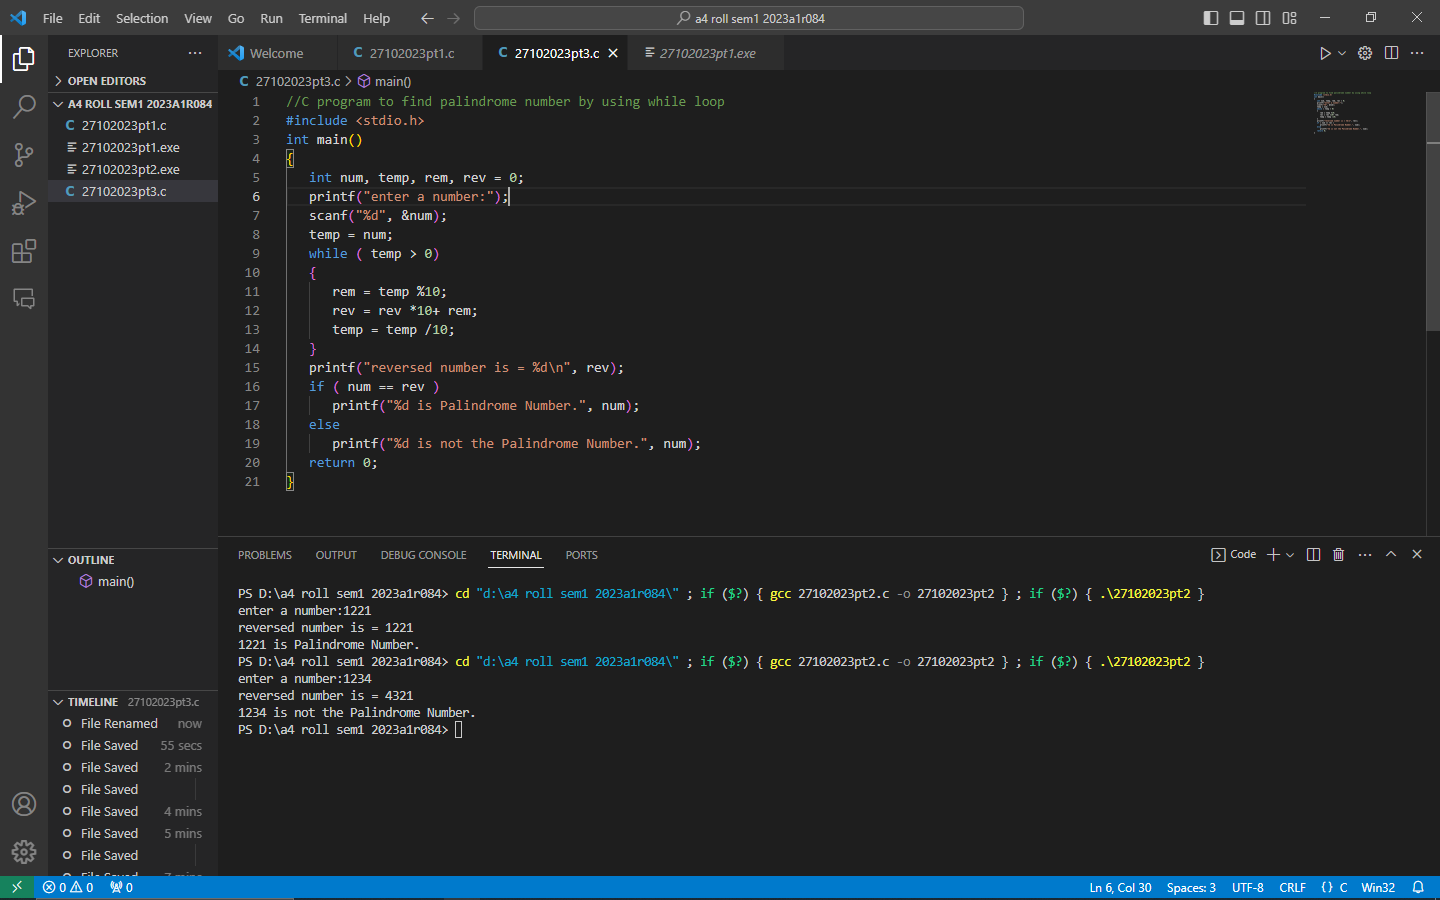 File Edit Selection View Go Run Terminal Help
a4 roll sem1 2023a1r084
EXPLORER
OPEN EDITORS
A4 ROLL SEM1 2023A1R084
C 27102023pt1.c
27102023pt1.exe
27102023pt2.exe
C 27102023pt3.c
OUTLINE
main()
TIMELINE 27102023pt3.c
File Renamed now
File Saved 55 secs
File Saved 2 mins
File Saved
File Saved 4 mins
File Saved 5 mins
File Saved
Welcome C 27102023pt1.c C 27102023pt3.c 27102023pt1.exe
C 27102023pt3.c > main()
1 //C program to find palindrome number by using while loop
2 #include <stdio.h>
3 int main()
4 {
5 int num, temp, rem, rev = 0;
6 printf("enter a number:");
7 scanf("%d", &num);
8 temp = num;
9 while ( temp > 0)
10 {
11 rem = temp %10;
12 rev = rev *10+ rem;
13 temp = temp /10;
14 }
15 printf("reversed number is = %d\n", rev);
16 if ( num == rev )
17 printf("%d is Palindrome Number.", num);
18 else
19 printf("%d is not the Palindrome Number.", num);
20 return 0;
21 }
PROBLEMS OUTPUT DEBUG CONSOLE TERMINAL PORTS
Code
PS D:\a4 roll sem1 2023a1r084> cd "d:\a4 roll sem1 2023a1r084\" ; if ($?) { gcc 27102023pt2.c -o 27102023pt2 } ; if ($?) { .\27102023pt2 }
enter a number:1221
reversed number is = 1221
1221 is Palindrome Number.
PS D:\a4 roll sem1 2023a1r084> cd "d:\a4 roll sem1 2023a1r084\" ; if ($?) { gcc 27102023pt2.c -o 27102023pt2 } ; if ($?) { .\27102023pt2 }
enter a number:1234
reversed number is = 4321
1234 is not the Palindrome Number.
PS D:\a4 roll sem1 2023a1r084>
0 0 0
Ln 6, Col 30 Spaces: 3 UTF-8 CRLF {} C Win32